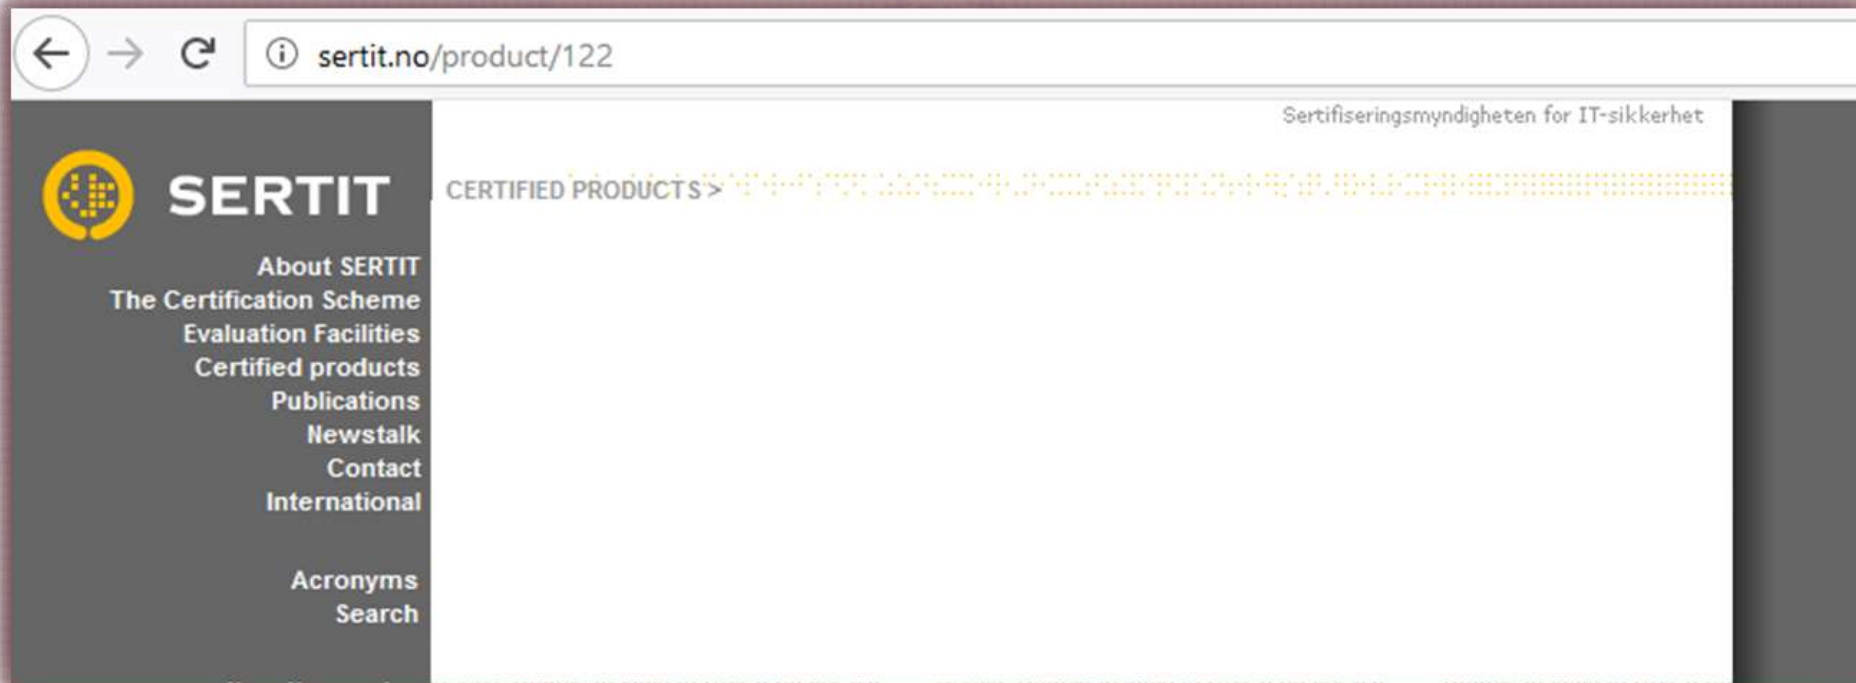 sertit.no/product/122
Sertifiseringsmyndigheten for IT-sikkerhet
SERTIT
CERTIFIED PRODUCTS >
About SERTIT
The Certification Scheme
Evaluation Facilities
Certified products
Publications
Newstalk
Contact
International
Acronyms
Search